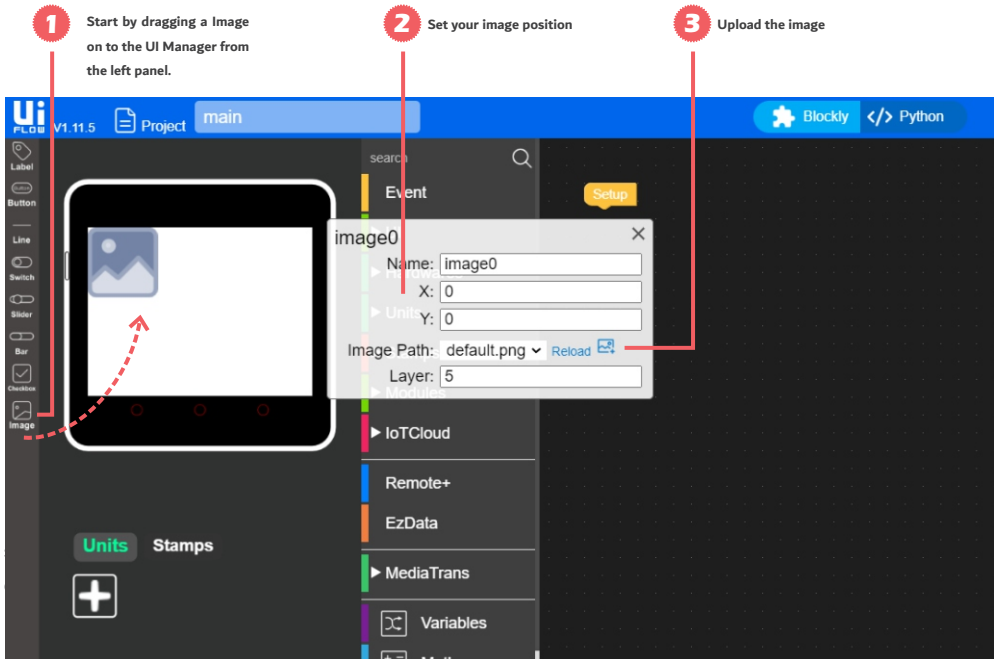 1
Start by dragging a Image
on to the UI Manager from
the left panel.
2
Set your image position
3
Upload the image
Ui
FLOW
V1.11.5
Project
main
Blockly
</> Python
Label
Button
Line
Switch
Slider
Bar
Checkbox
Image
search
Event
Setup
Units
Modules
IoTCloud
Remote+
EzData
MediaTrans
Variables
image0
Name: image0
X: 0
Y: 0
Image Path: default.png Reload
Layer: 5
Units
Stamps